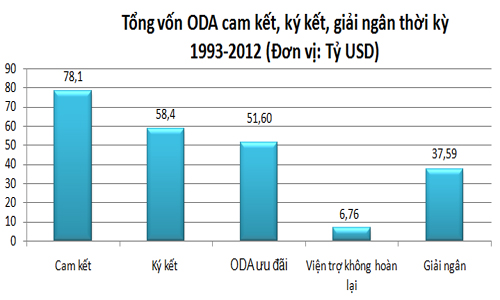 Tổng vốn ODA cam kết, ký kết, giải ngân thời kỳ
1993-2012 (Đơn vị: Tỷ USD)
90
80
70
60
50
40
30
20
10
0
78,1
58,4
51,60
6,76
37,59
Cam kết
Ký kết
ODA ưu đãi
Viện trợ không hoàn
lại
Giải ngân